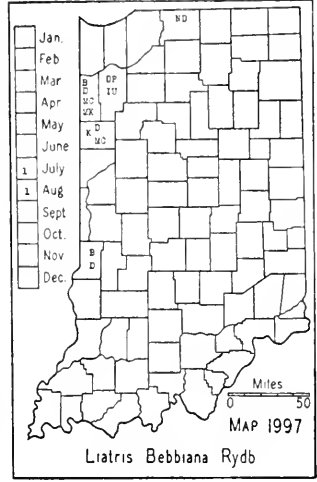 ND
Jan.
Feb
Mar
Apr
May
June
1 July
1 Aug
Sept
Oct.
Nov
Dec.
B
D
MC
MK
DP
IU
K D
MC
B
D
Miles
0 50
MAP 1997
Liatris Bebbiana Rydb